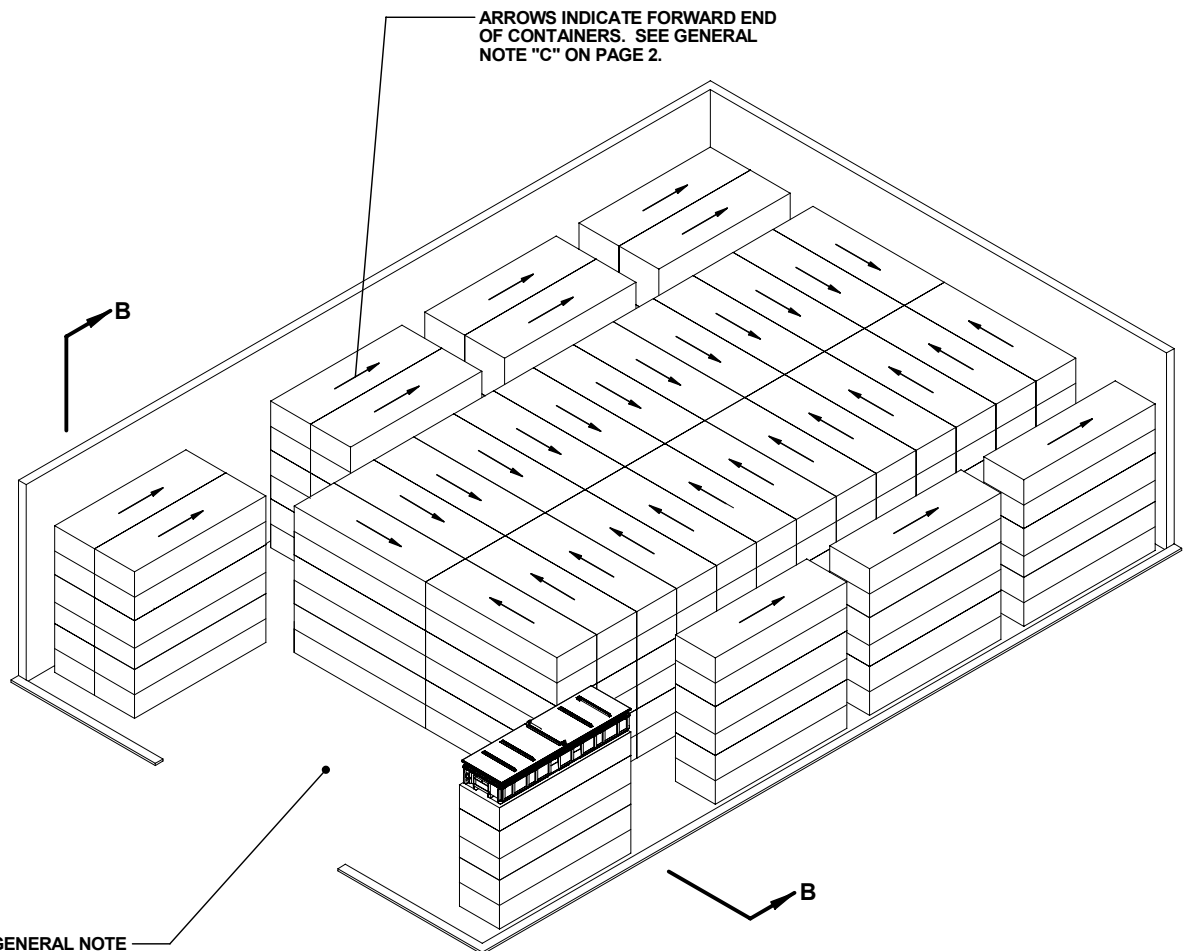 ARROWS INDICATE FORWARD END
OF CONTAINERS. SEE GENERAL
NOTE "C" ON PAGE 2.
B
B
GENERAL NOTE